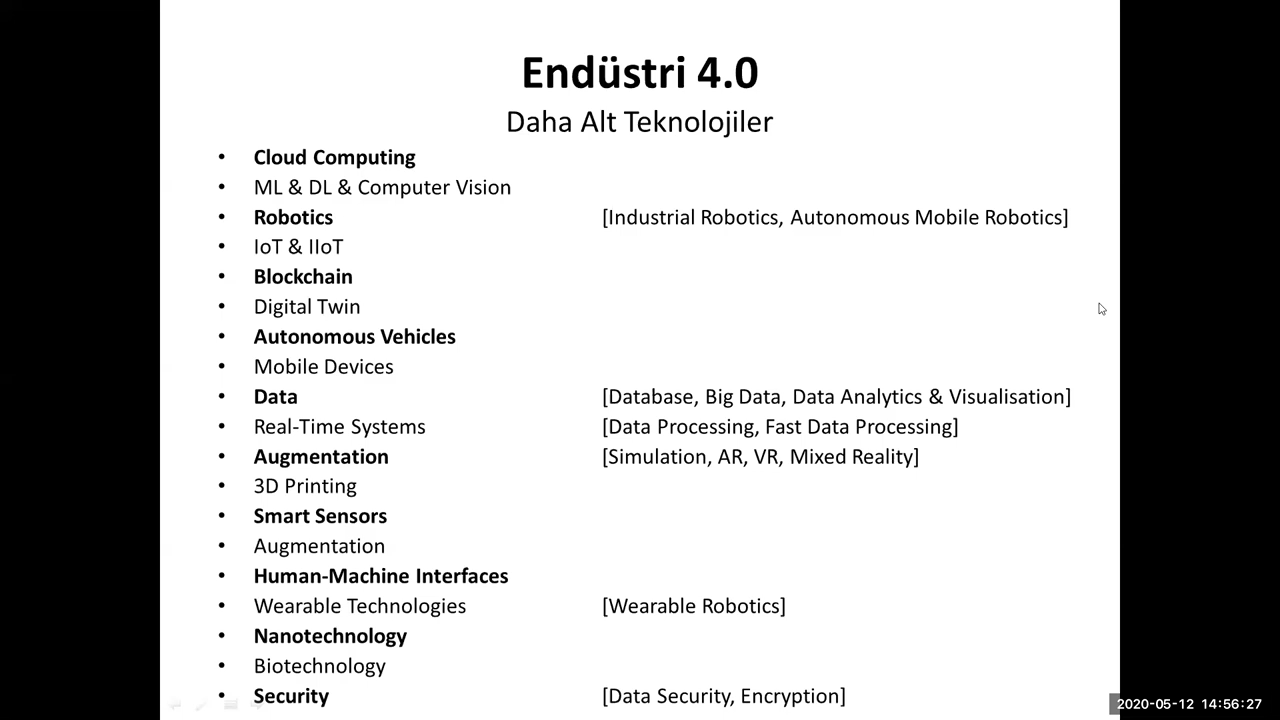 Endüstri 4.0
Daha Alt Teknolojiler
• Cloud Computing
• ML & DL & Computer Vision
• Robotics [Industrial Robotics, Autonomous Mobile Robotics]
• IoT & IIoT
• Blockchain
• Digital Twin
• Autonomous Vehicles
• Mobile Devices
• Data [Database, Big Data, Data Analytics & Visualisation]
• Real-Time Systems [Data Processing, Fast Data Processing]
• Augmentation [Simulation, AR, VR, Mixed Reality]
• 3D Printing
• Smart Sensors
• Augmentation
• Human-Machine Interfaces
• Wearable Technologies [Wearable Robotics]
• Nanotechnology
• Biotechnology
• Security [Data Security, Encryption]
2020-05-12 14:56:27